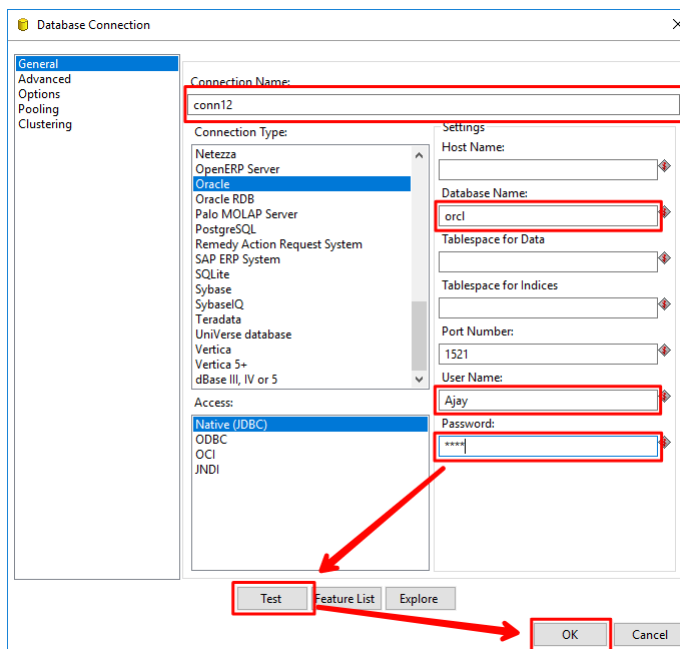 Database Connection
General
Advanced
Options
Pooling
Clustering
Connection Name:
conn12
Connection Type:
Netezza
OpenERP Server
Oracle
Oracle RDB
Palo MOLAP Server
PostgreSQL
Remedy Action Request System
SAP ERP System
SQLite
Sybase
SybaseIQ
Teradata
UniVerse database
Vertica
Vertica 5+
dBase III, IV or 5
Access:
Native (JDBC)
ODBC
OCI
JNDI
Settings
Host Name:
Database Name:
orcl
Tablespace for Data
Tablespace for Indices
Port Number:
1521
User Name:
Ajay
Password:
****
Test
Feature List
Explore
OK
Cancel